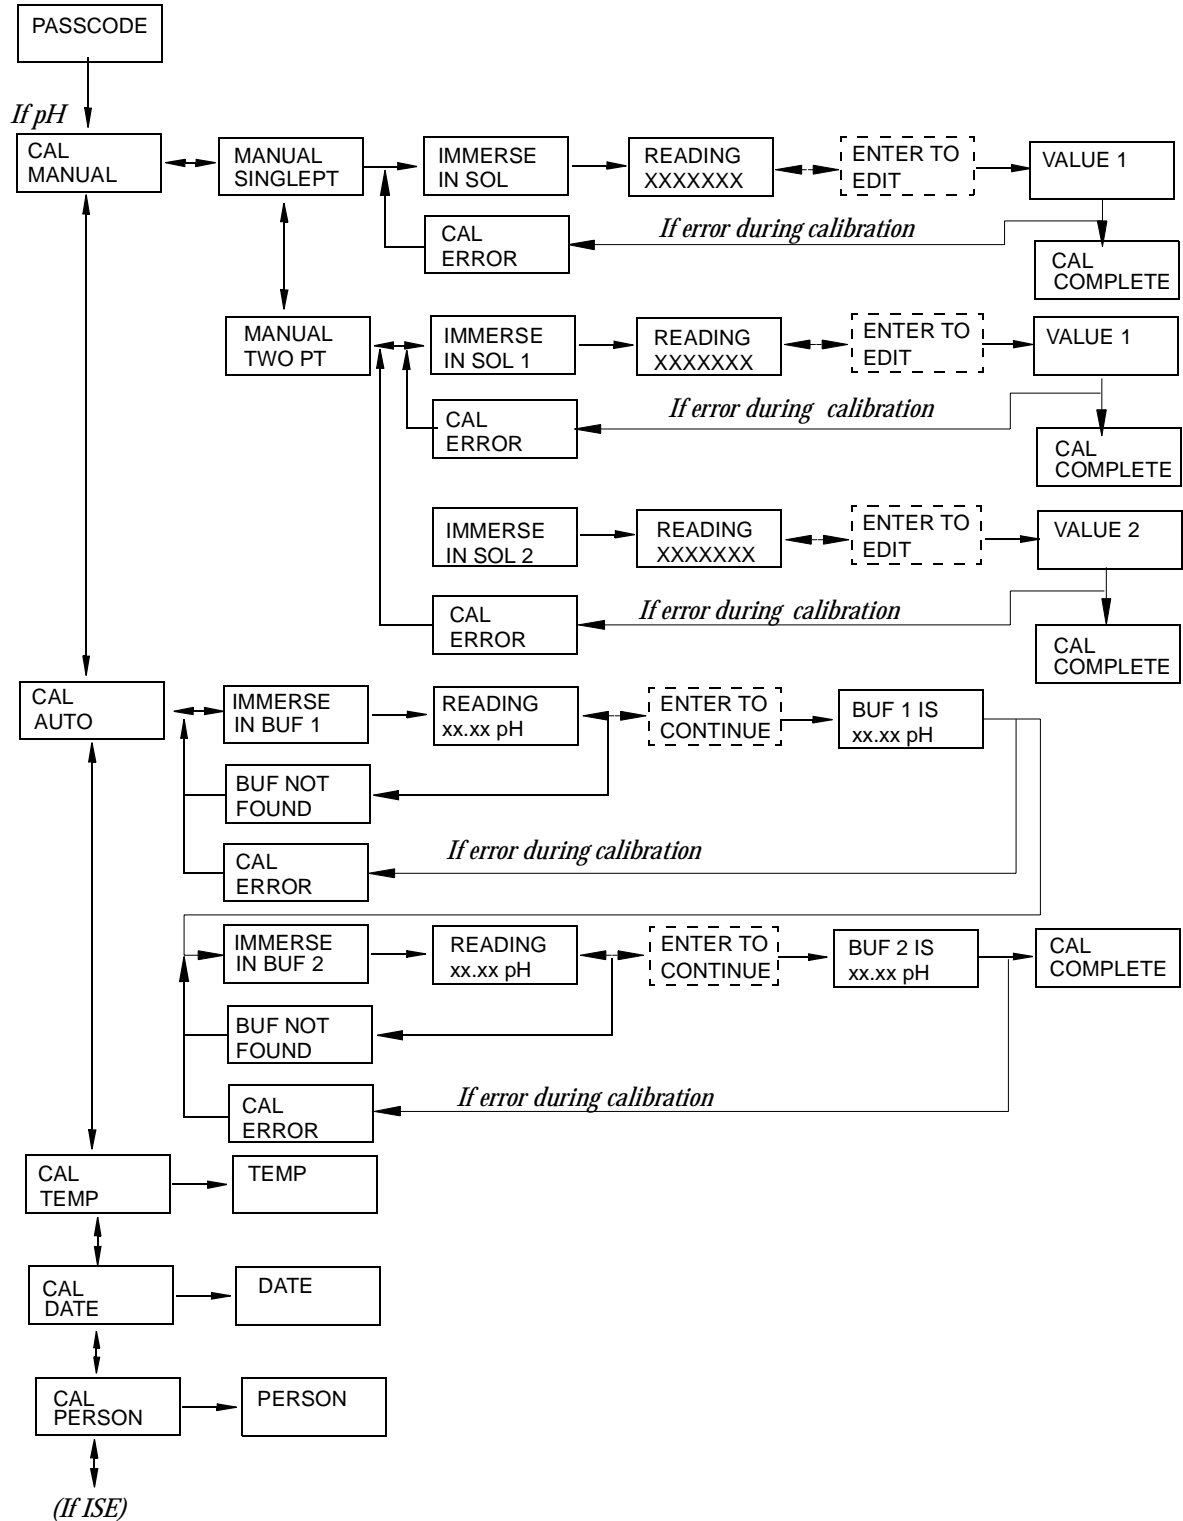 PASSCODE
If pH
CAL
MANUAL
MANUAL
SINGLEPT
IMMERSE
IN SOL
READING
XXXXXXX
ENTER TO
EDIT
VALUE 1
CAL
ERROR
If error during calibration
CAL
COMPLETE
MANUAL
TWO PT
IMMERSE
IN SOL 1
READING
XXXXXXX
ENTER TO
EDIT
VALUE 1
CAL
ERROR
If error during calibration
CAL
COMPLETE
IMMERSE
IN SOL 2
READING
XXXXXXX
ENTER TO
EDIT
VALUE 2
CAL
ERROR
If error during calibration
CAL
COMPLETE
CAL
AUTO
IMMERSE
IN BUF 1
READING
xx.xx pH
ENTER TO
CONTINUE
BUF 1 IS
xx.xx pH
BUF NOT
FOUND
CAL
ERROR
If error during calibration
IMMERSE
IN BUF 2
READING
xx.xx pH
ENTER TO
CONTINUE
BUF 2 IS
xx.xx pH
CAL
COMPLETE
BUF NOT
FOUND
CAL
ERROR
If error during calibration
CAL
TEMP
TEMP
CAL
DATE
DATE
CAL
PERSON
PERSON
(If ISE)